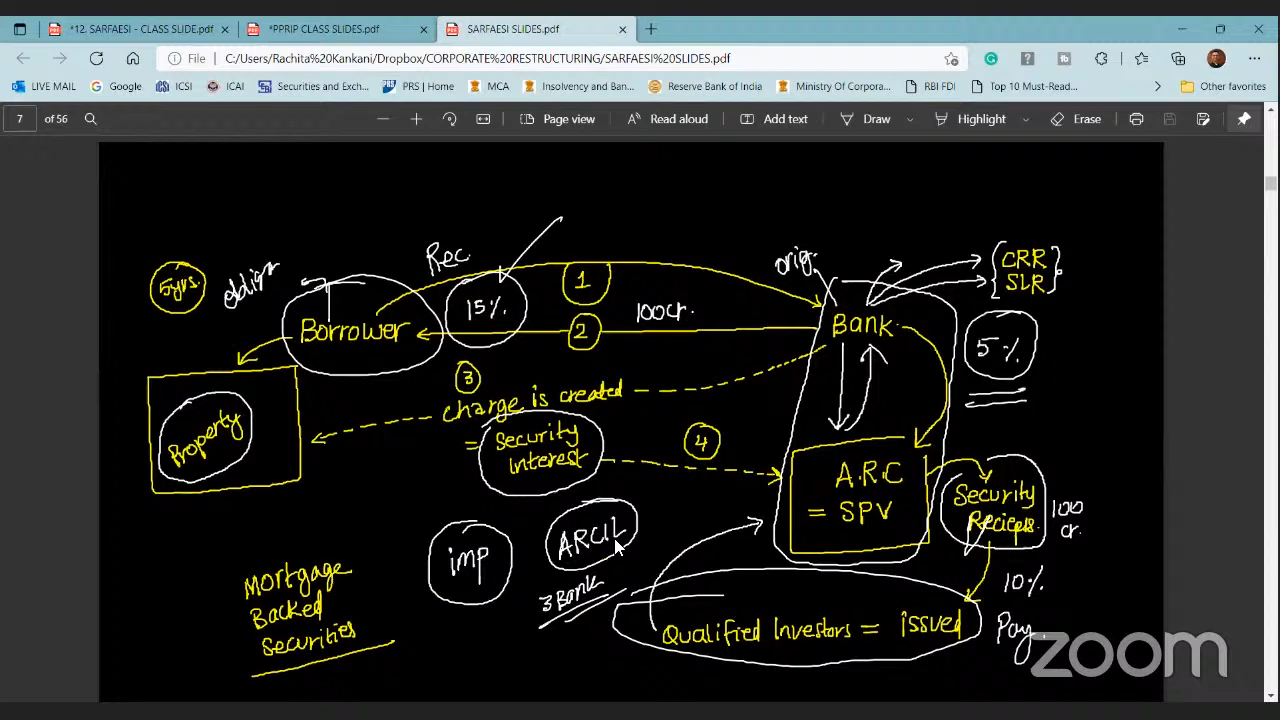 *12. SARFAESI - CLASS SLIDE.pdf
*PPRIP CLASS SLIDES.pdf
SARFAESI SLIDES.pdf
File
C:/Users/Rachita%20Kankani/Dropbox/CORPORATE%20RESTRUCTURING/SARFAESI%20SLIDES.pdf
LIVE MAIL
Google
ICSI
ICAI
Securities and Exch...
PRS | Home
MCA
Insolvency and Ban...
Reserve Bank of India
Ministry Of Corpora...
RBI FDI
Top 10 Must-Read...
Other favorites
7 of 56
Page view
Read aloud
Add text
Draw
Highlight
Erase
5yrs.
Rec.
15%.
1
orig.
CRR
SLR
Borrower
2
100cr.
Bank
5%
3
charge is created
= Security
Interest
4
Property
A.R.C
= SPV
Security
Reciepts.
100
cr.
imp
ARCIL
3 Bank
10%.
Mortgage
Backed
Securities
Qualified Investors = issued
Pay.
zoom